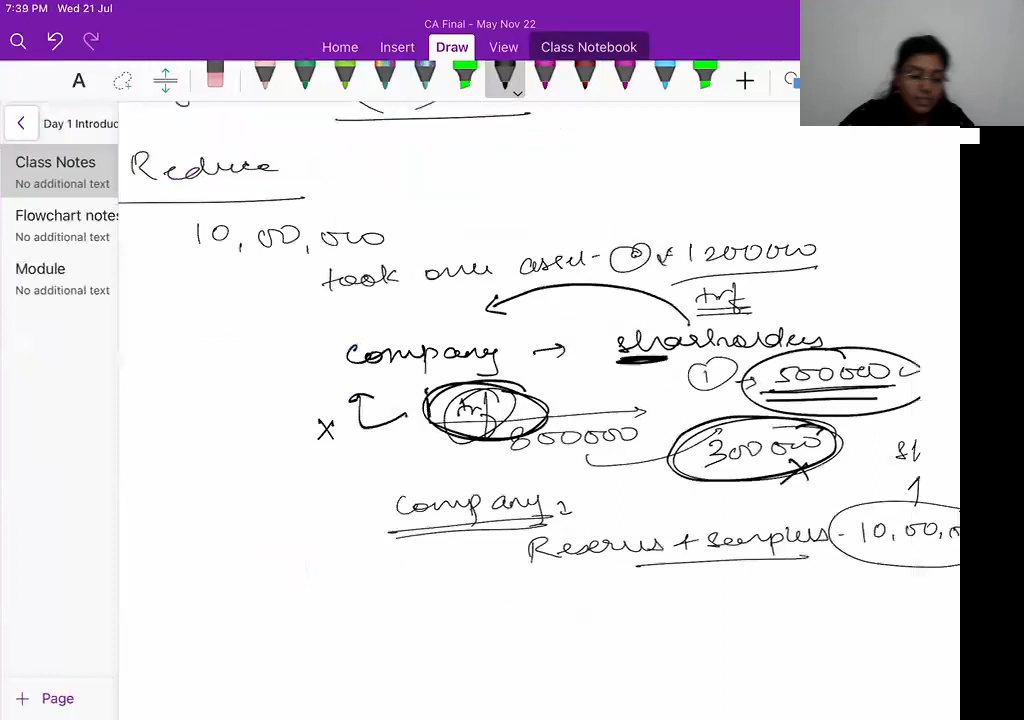 7:39 PM Wed 21 Jul
CA Final - May Nov 22
Home Insert Draw View Class Notebook
A
Day 1 Introduc
Class Notes
No additional text
Flowchart notes
No additional text
Module
No additional text
Page
Reduce
10,00,000
took over asset - 1200000
trf
company → shareholders
1 → 500000
trf
800000
300000
x
x
company
Reserves + surplus - 10,00,0